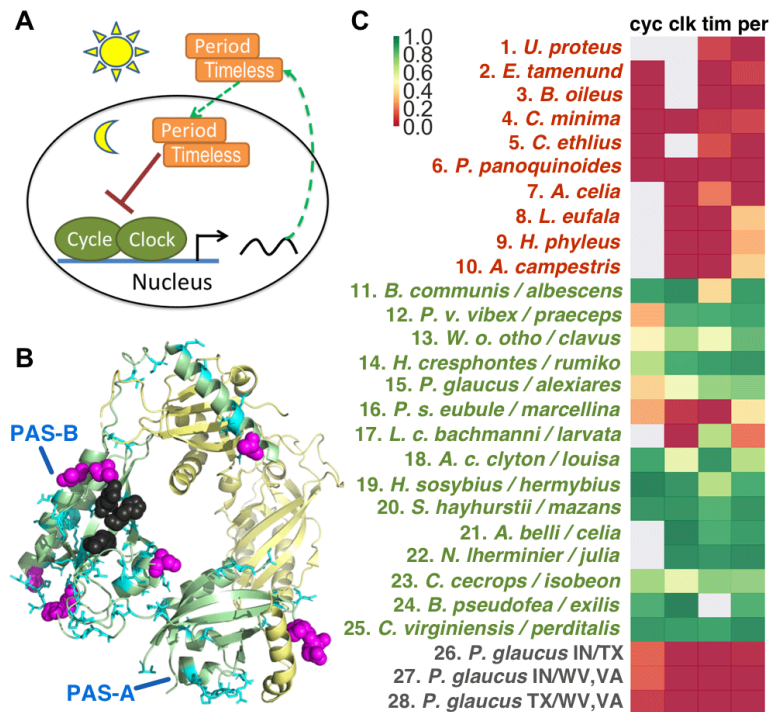 A
Period
Timeless
Period
Timeless
Cycle
Clock
Nucleus
B
PAS-B
PAS-A
C
cyc clk tim per
1.0
0.8
0.6
0.4
0.2
0.0
1. U. proteus
2. E. tamenund
3. B. oileus
4. C. minima
5. C. ethlius
6. P. panoquinoides
7. A. celia
8. L. eufala
9. H. phyleus
10. A. campestris
11. B. communis / albescens
12. P. v. vibex / praeceps
13. W. o. otho / clavus
14. H. cresphontes / rumiko
15. P. glaucus / alexiares
16. P. s. eubule / marcellina
17. L. c. bachmanni / larvata
18. A. c. clyton / louisa
19. H. sosybius / hermybius
20. S. hayhurstii / mazans
21. A. belli / celia
22. N. lherminier / julia
23. C. cecrops / isobeon
24. B. pseudofea / exilis
25. C. virginiensis / perditalis
26. P. glaucus IN/TX
27. P. glaucus IN/WV,VA
28. P. glaucus TX/WV,VA